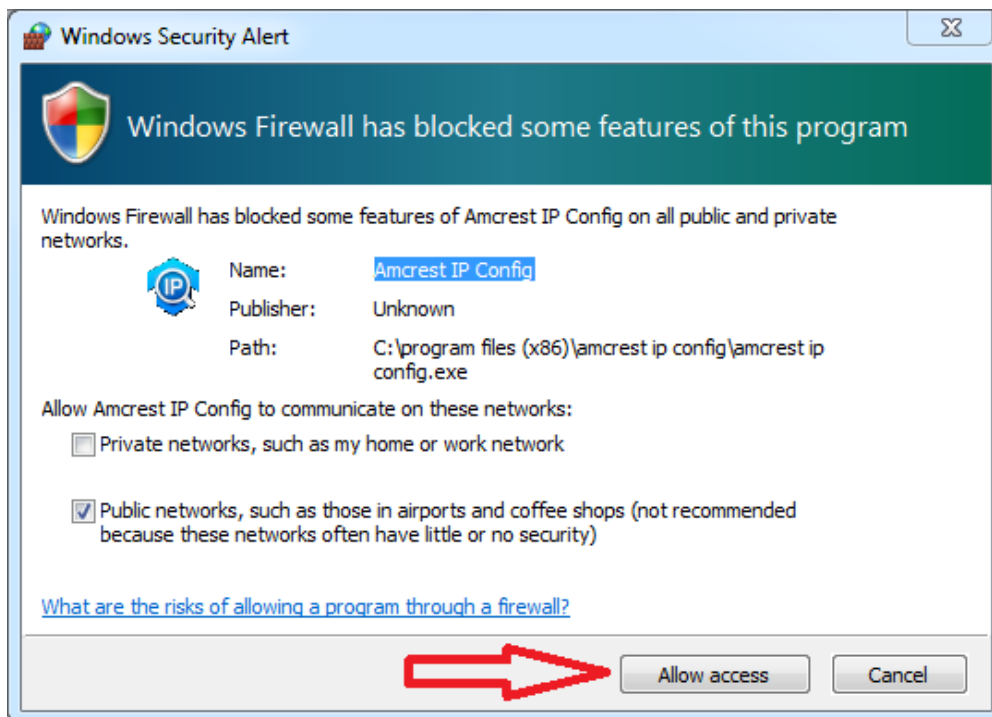 Windows Security Alert
Windows Firewall has blocked some features of this program
Windows Firewall has blocked some features of Amcrest IP Config on all public and private
networks.
IP
Name: Amcrest IP Config
Publisher: Unknown
Path: C:\program files (x86)\amcrest ip config\amcrest ip
config.exe
Allow Amcrest IP Config to communicate on these networks:
Private networks, such as my home or work network
Public networks, such as those in airports and coffee shops (not recommended
because these networks often have little or no security)
What are the risks of allowing a program through a firewall?
Allow access
Cancel